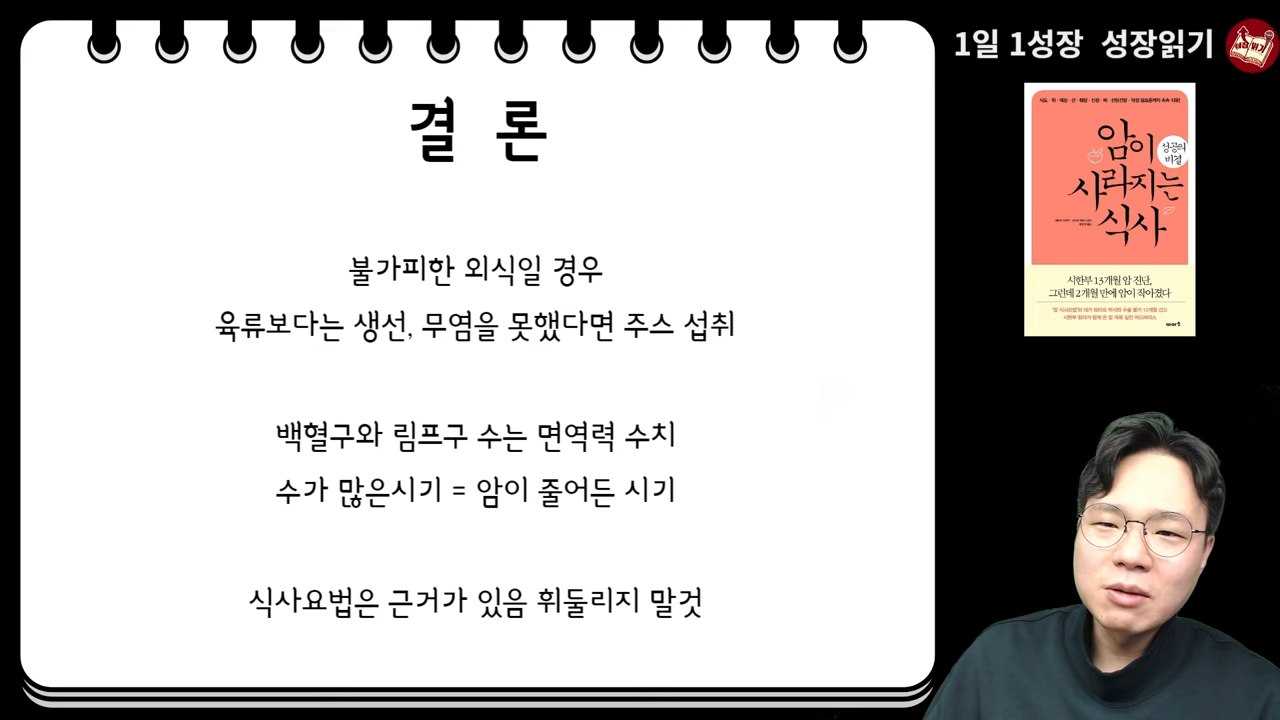 결 론
불가피한 외식일 경우
육류보다는 생선, 무염을 못했다면 주스 섭취
백혈구와 림프구 수는 면역력 수치
수가 많은시기 = 암이 줄어든 시기
식사요법은 근거가 있음 휘둘리지 말것
1일 1성장 성장읽기
성장읽기
암이
사라지는
식사
성공의
비결
시한부 13개월 암 진단,
그런데 2개월 만에 암이 작아졌다